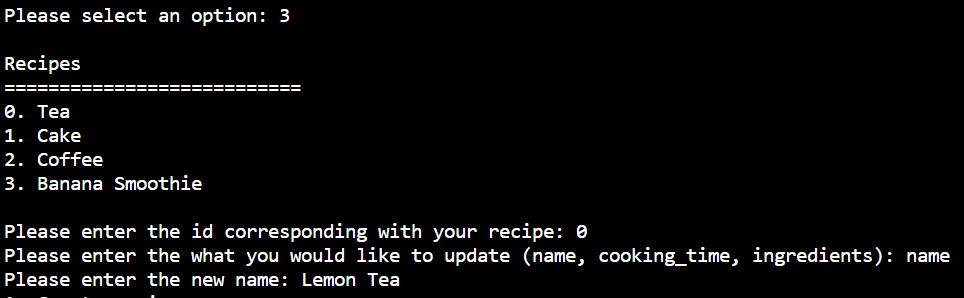 Please select an option: 3
Recipes
===========================
0. Tea
1. Cake
2. Coffee
3. Banana Smoothie
Please enter the id corresponding with your recipe: 0
Please enter the what you would like to update (name, cooking_time, ingredients): name
Please enter the new name: Lemon Tea